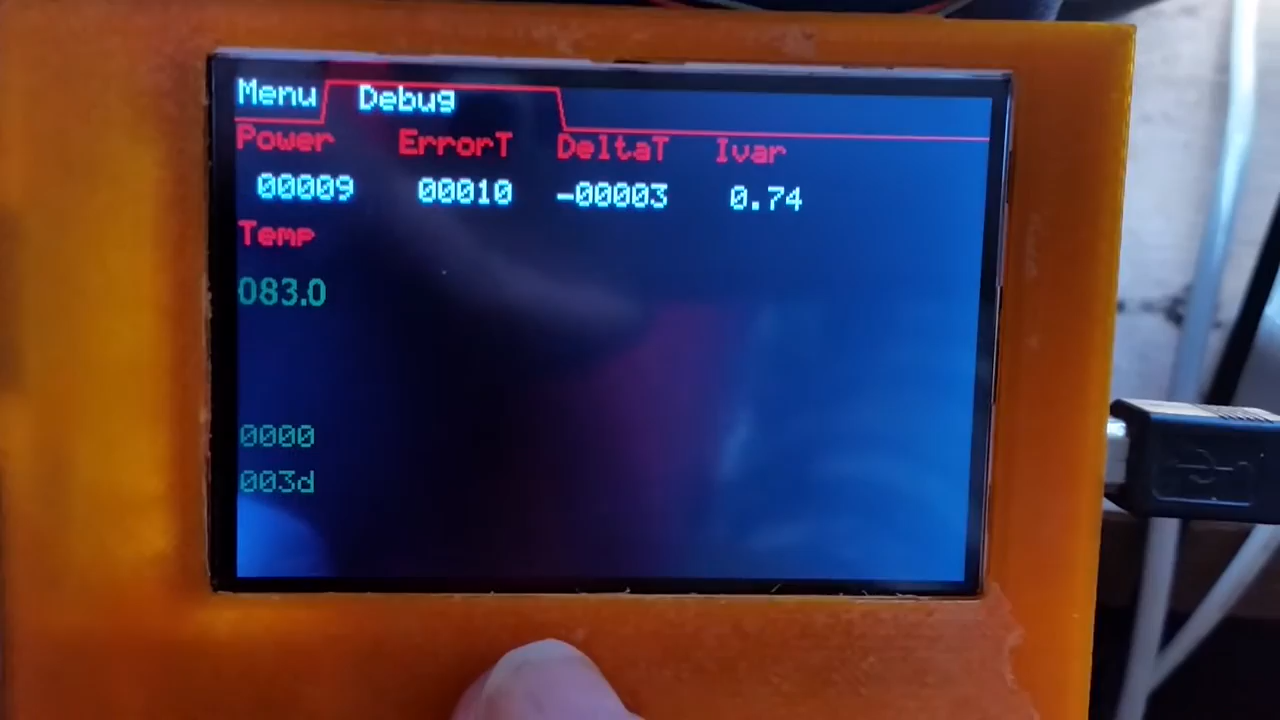 Menu Debug
Power ErrorT DeltaT Ivar
00009 00010 -00003 0.74
Temp
083.0
0000
003d